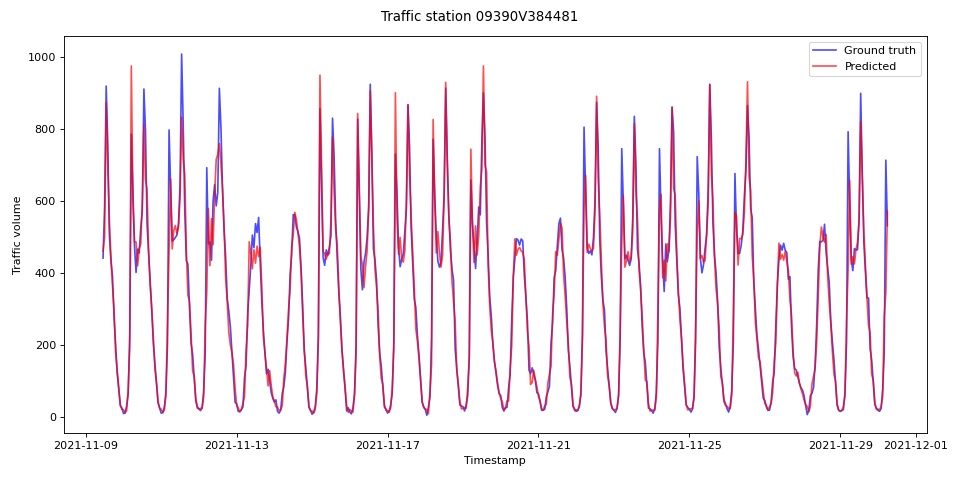 Traffic station 09390V384481
Ground truth
Predicted
Traffic volume
1000
800
600
400
200
0
2021-11-09
2021-11-13
2021-11-17
2021-11-21
2021-11-25
2021-11-29
2021-12-01
Timestamp